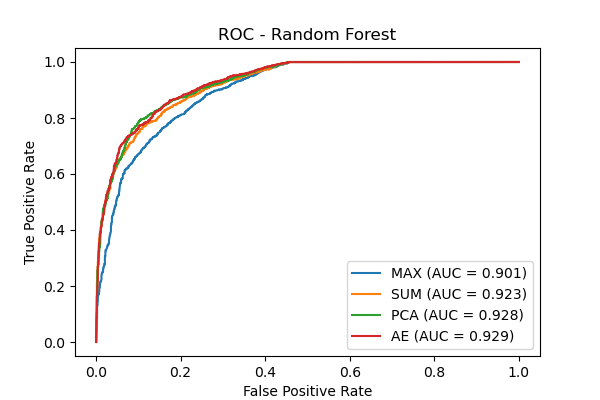 ROC - Random Forest
1.0
0.8
0.6
0.4
0.2
0.0
True Positive Rate
MAX (AUC = 0.901)
SUM (AUC = 0.923)
PCA (AUC = 0.928)
AE (AUC = 0.929)
0.0 0.2 0.4 0.6 0.8 1.0
False Positive Rate